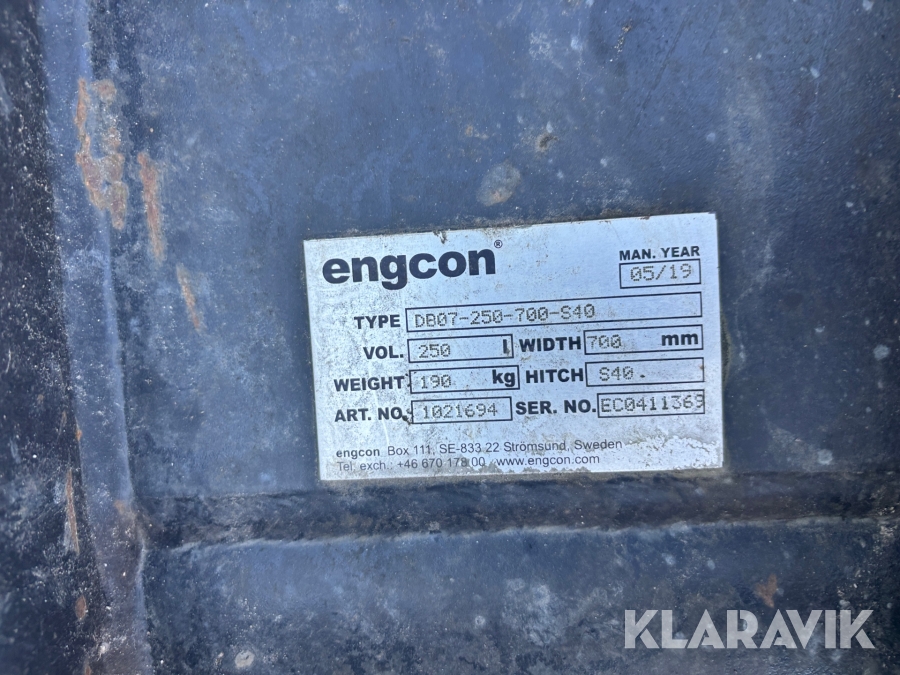 engcon®
MAN. YEAR
05/19
TYPE DB07-250-700-S40
VOL. 250 l WIDTH 700 mm
WEIGHT 190 kg HITCH S40.
ART. NO. 1021694 SER. NO. EC0411369
engcon Box 111, SE-833 22 Strömsund, Sweden
Tel. exch.: +46 670 178 00 www.engcon.com
KLARAVIK